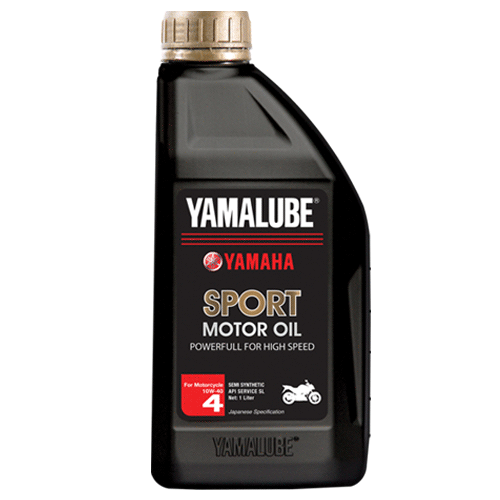 YAMALUBE®
YAMAHA
SPORT
MOTOR OIL
POWERFULL FOR HIGH SPEED
For Motorcycle
10W-40
4
SEMI SYNTHETIC
API SERVICE SL
Net: 1 Liter
Japanese Specification
YAMALUBE